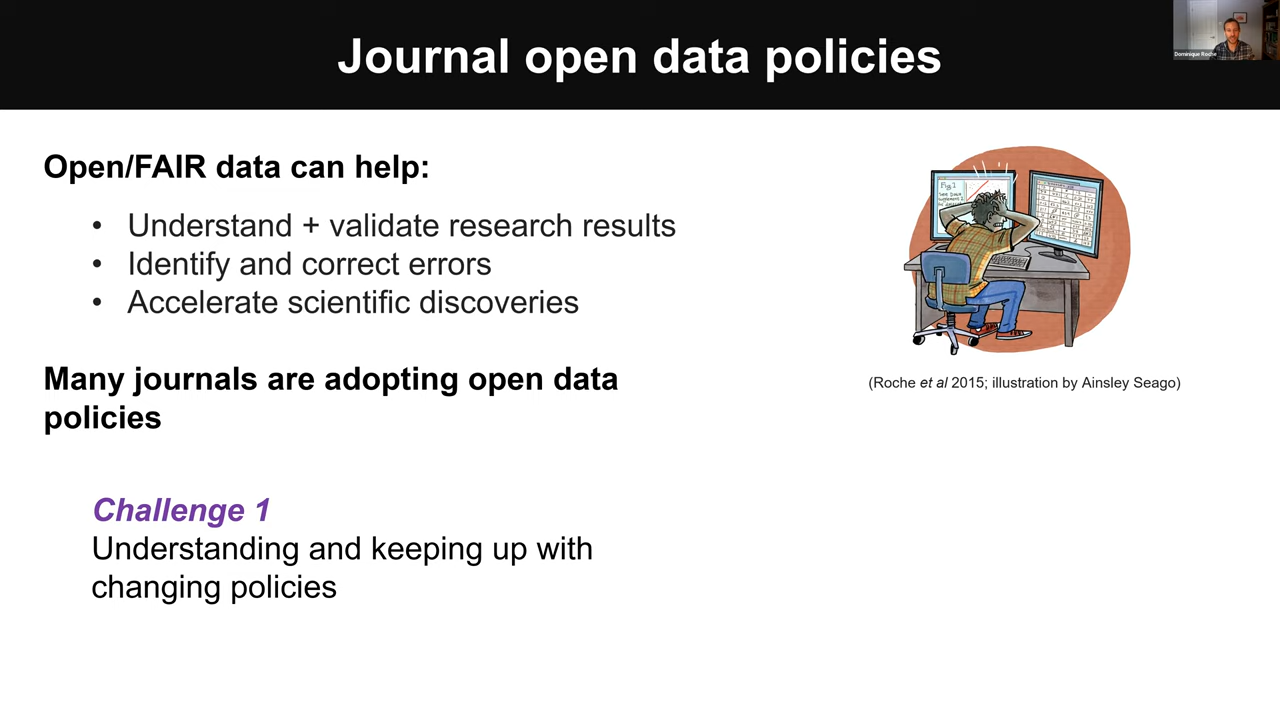 Journal open data policies
Dominique Roche
Open/FAIR data can help:
• Understand + validate research results
• Identify and correct errors
• Accelerate scientific discoveries
Many journals are adopting open data
policies
Challenge 1
Understanding and keeping up with
changing policies
Fig 1
(Roche et al 2015; illustration by Ainsley Seago)